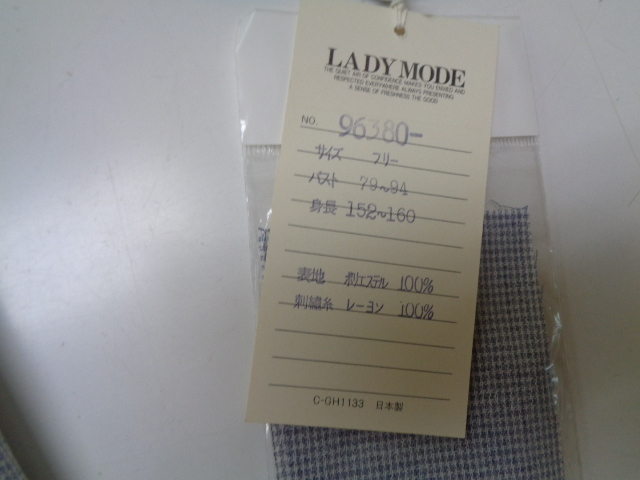 LADY MODE
THE QUIET AIR OF CONFIDENCE MAKES YOU ENVIED AND
RESPECTED EVERYWHERE ALWAYS PRESENTING
A SENSE OF FRESHNESS THE GOOD
NO. 96380-
サイズ フリー
バスト 79~94
身長 152~160
表地 ポリエステル 100%
刺繍糸 レーヨン 100%
C-GH1133 日本製